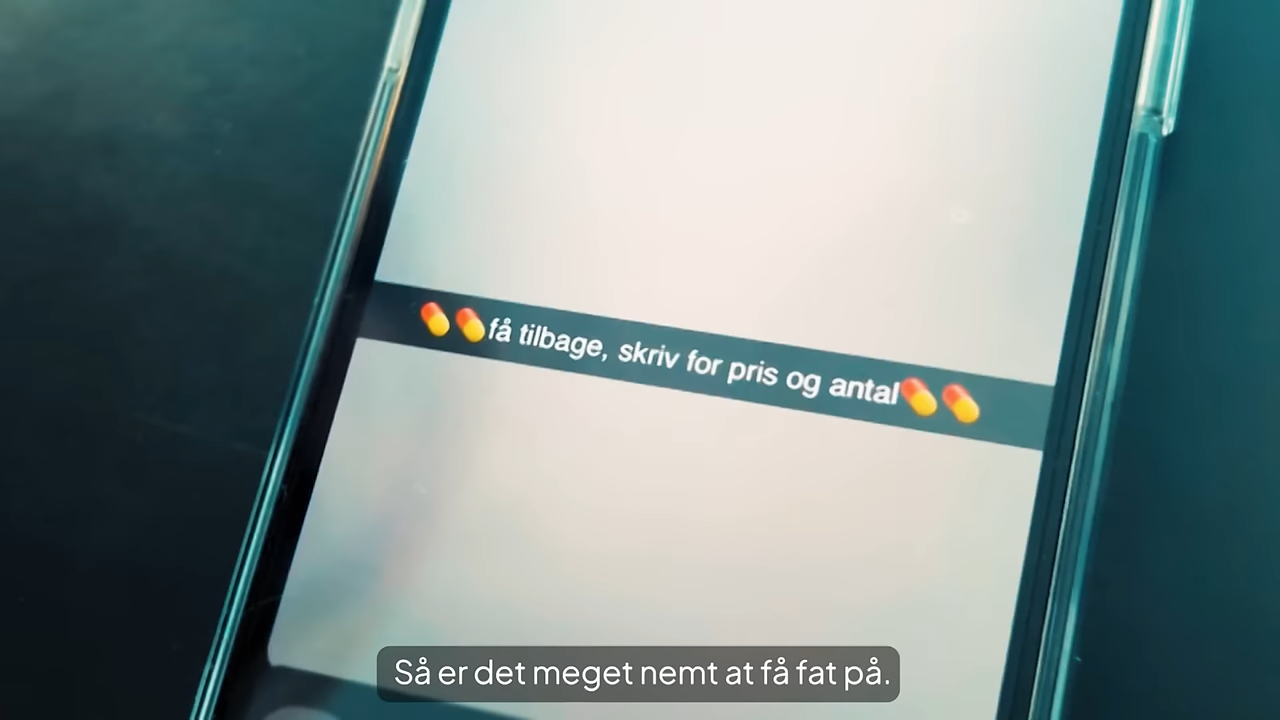 💊💊få tilbage, skriv for pris og antal💊💊
Så er det meget nemt at få fat på.